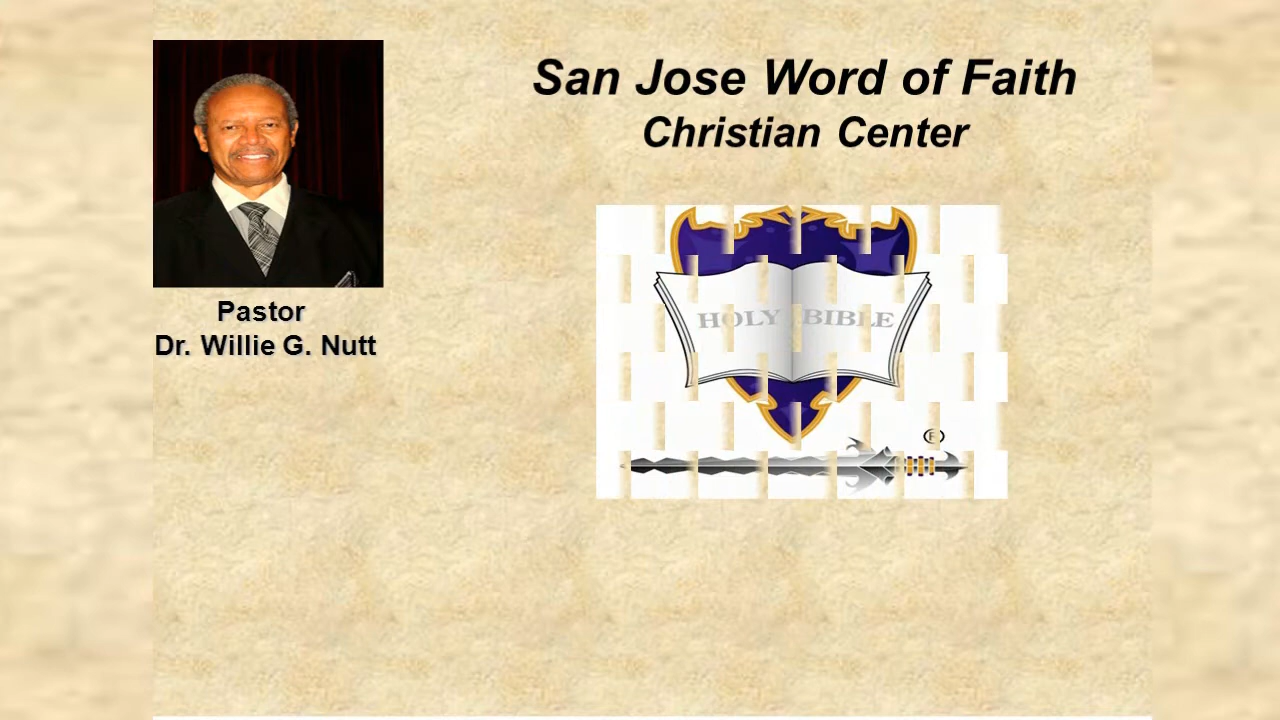 San Jose Word of Faith
Christian Center
Pastor
Dr. Willie G. Nutt
HOLY BIBLE
®